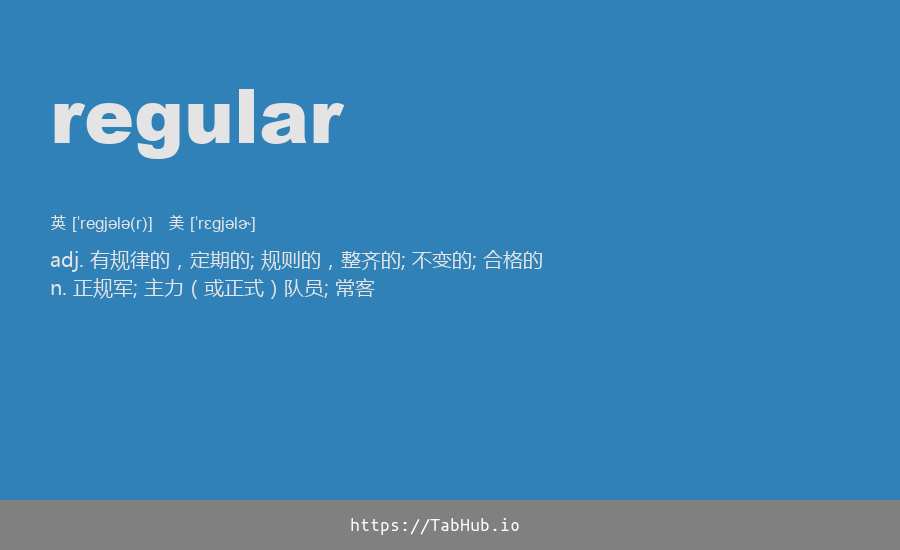 regular
英 [ˈregjələ(r)] 美 [ˈrɛɡjəlɚ]
adj. 有规律的，定期的; 规则的，整齐的; 不变的; 合格的
n. 正规军; 主力（或正式）队员; 常客
https://TabHub.io